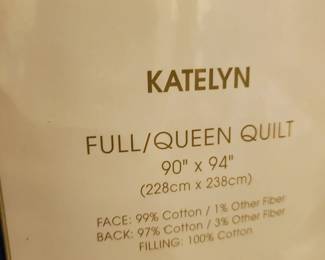 KATELYN
FULL/QUEEN QUILT
90" x 94"
(228cm x 238cm)
FACE: 99% Cotton / 1% Other Fiber
BACK: 97% Cotton / 3% Other Fiber
FILLING: 100% Cotton